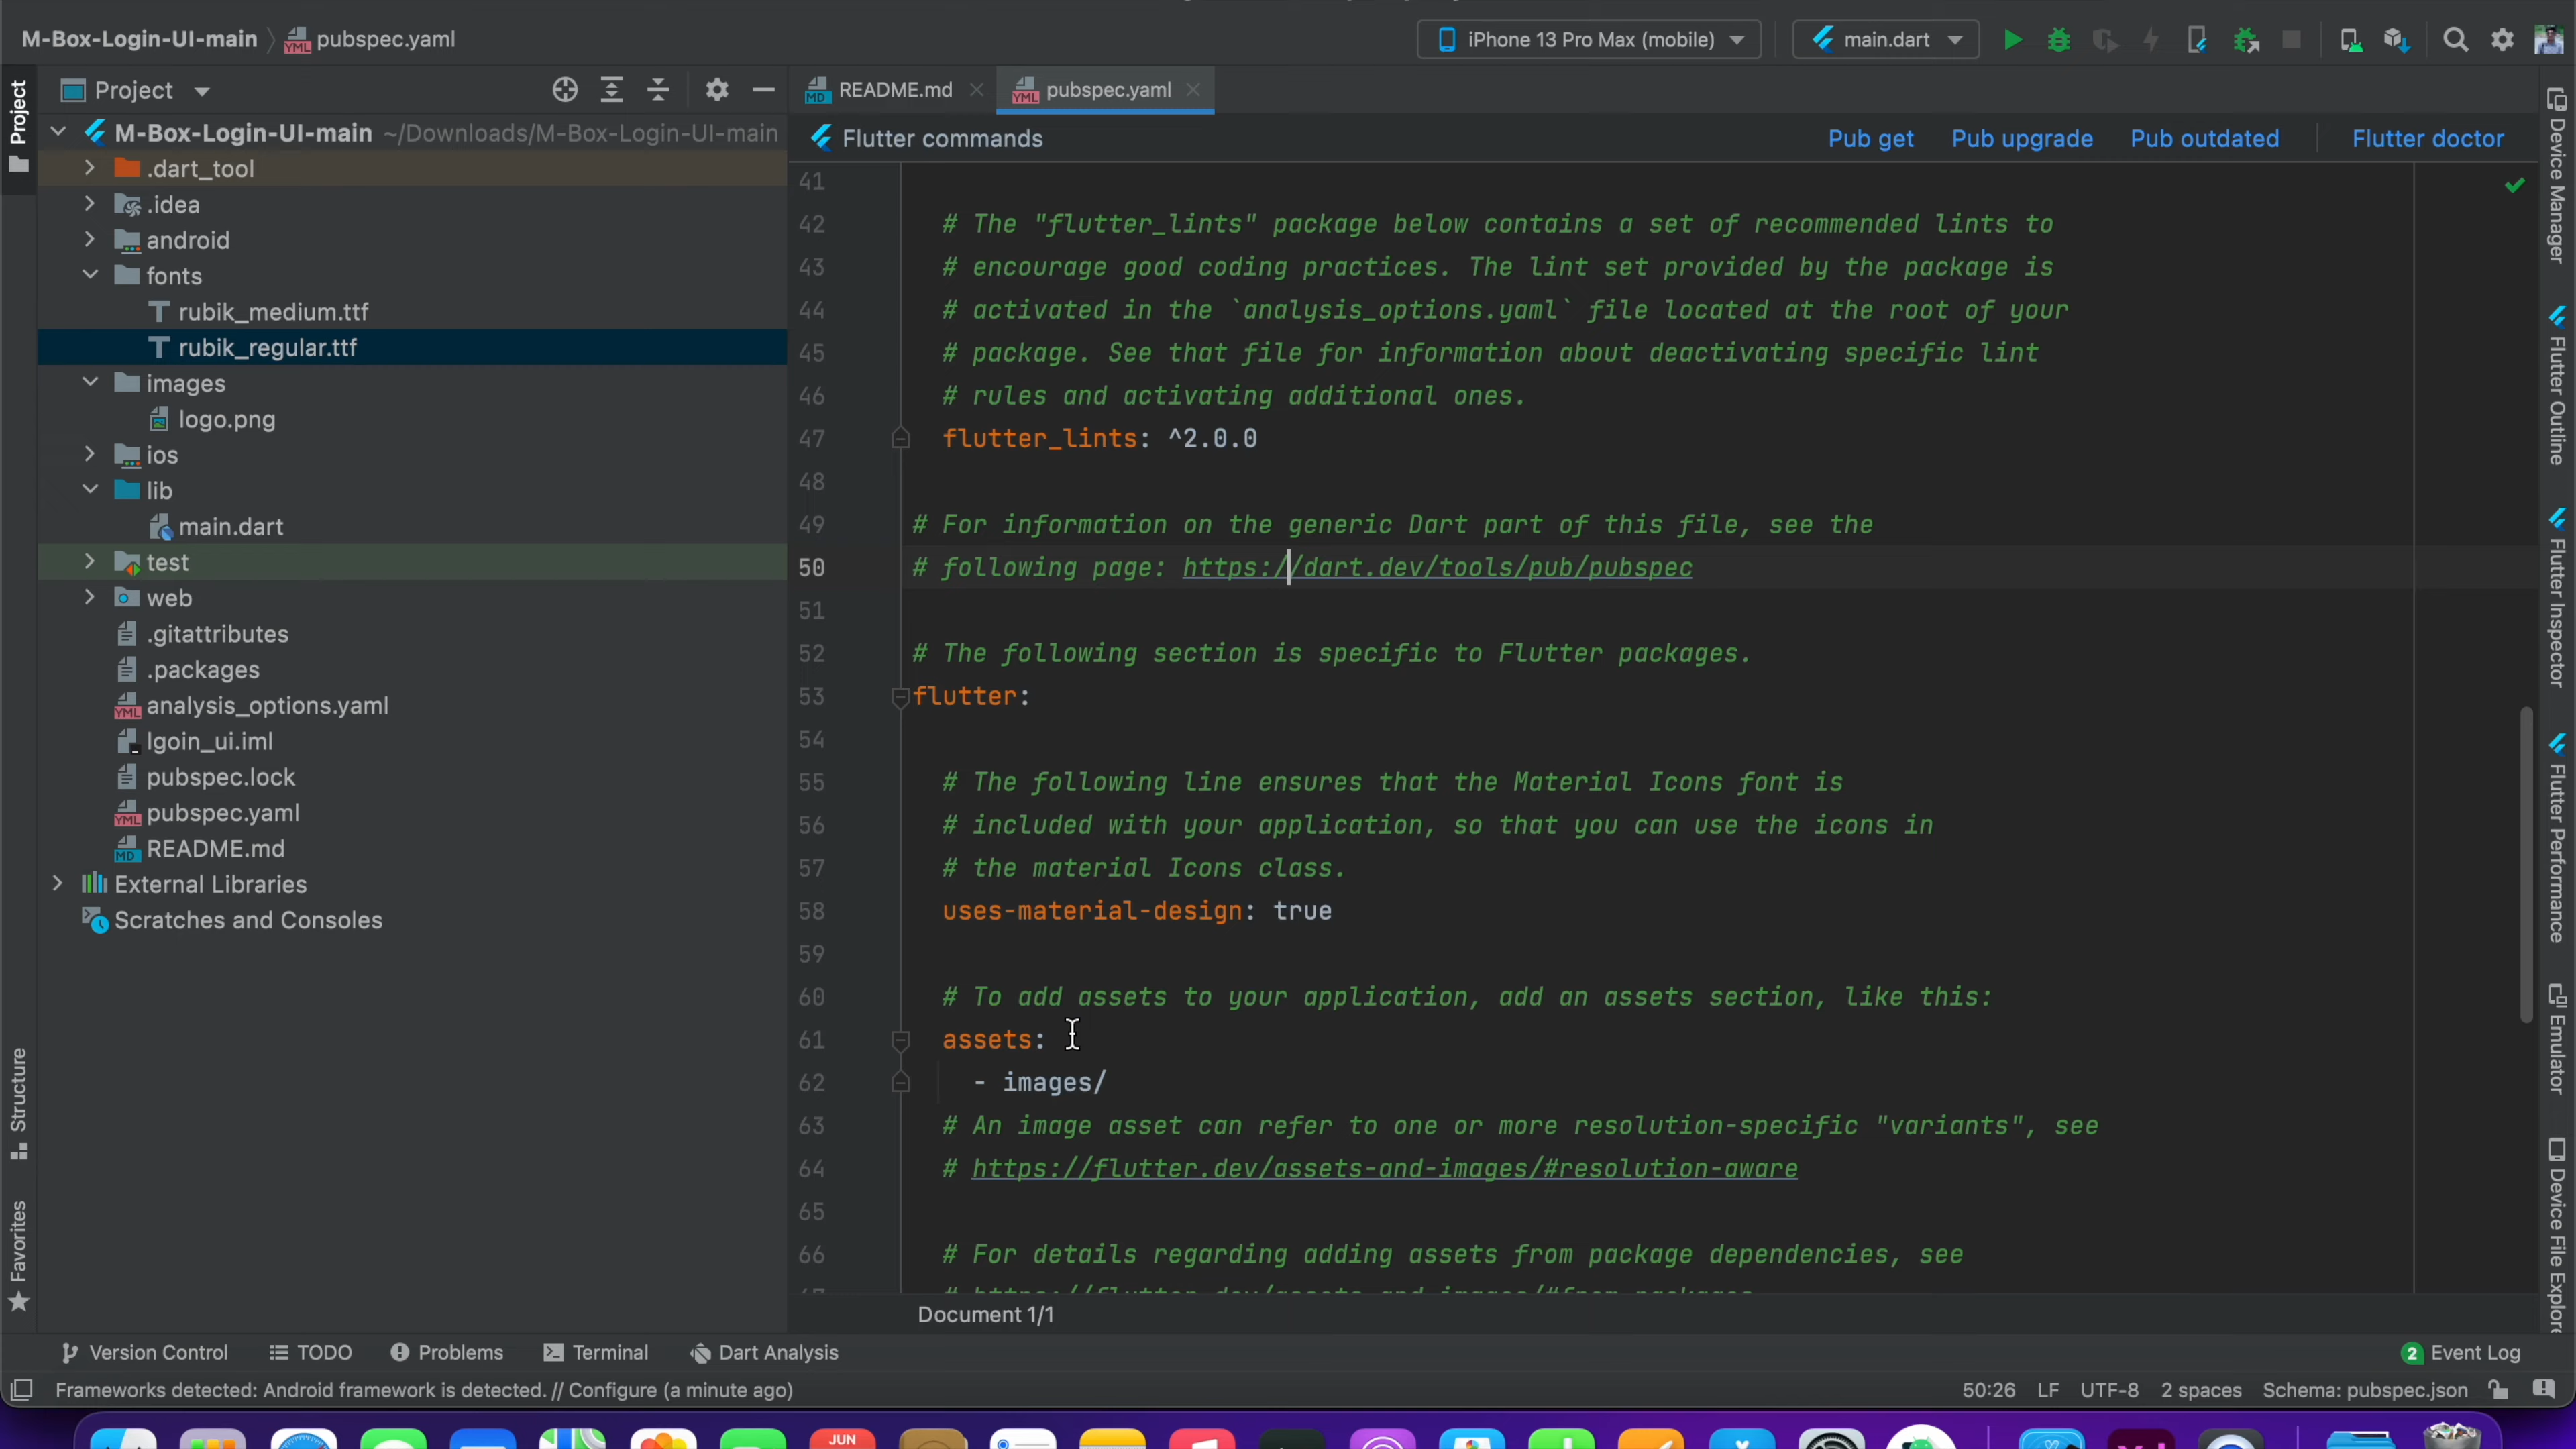 M-Box-Login-UI-main
pubspec.yaml
iPhone 13 Pro Max (mobile)
main.dart
Project
Project
README.md
pubspec.yaml
M-Box-Login-UI-main ~/Downloads/M-Box-Login-UI-main
.dart_tool
.idea
android
fonts
rubik_medium.ttf
rubik_regular.ttf
images
logo.png
ios
lib
main.dart
test
web
.gitattributes
.packages
analysis_options.yaml
lgoin_ui.iml
pubspec.lock
pubspec.yaml
README.md
External Libraries
Scratches and Consoles
Structure
Favorites
Flutter commands
Pub get
Pub upgrade
Pub outdated
Flutter doctor
41
42 # The "flutter_lints" package below contains a set of recommended lints to
43 # encourage good coding practices. The lint set provided by the package is
44 # activated in the `analysis_options.yaml` file located at the root of your
45 # package. See that file for information about deactivating specific lint
46 # rules and activating additional ones.
47 flutter_lints: ^2.0.0
48
49 # For information on the generic Dart part of this file, see the
50 # following page: https://dart.dev/tools/pub/pubspec
51
52 # The following section is specific to Flutter packages.
53 flutter:
54
55 # The following line ensures that the Material Icons font is
56 # included with your application, so that you can use the icons in
57 # the material Icons class.
58 uses-material-design: true
59
60 # To add assets to your application, add an assets section, like this:
61 assets:
62 - images/
63 # An image asset can refer to one or more resolution-specific "variants", see
64 # https://flutter.dev/assets-and-images/#resolution-aware
65
66 # For details regarding adding assets from package dependencies, see
67 # https://flutter.dev/assets-and-images/#from-packages
Document 1/1
Device Manager
Flutter Outline
Flutter Inspector
Flutter Performance
Emulator
Device File Explore
Version Control
TODO
Problems
Terminal
Dart Analysis
2 Event Log
Frameworks detected: Android framework is detected. // Configure (a minute ago)
50:26 LF UTF-8 2 spaces Schema: pubspec.json
JUN